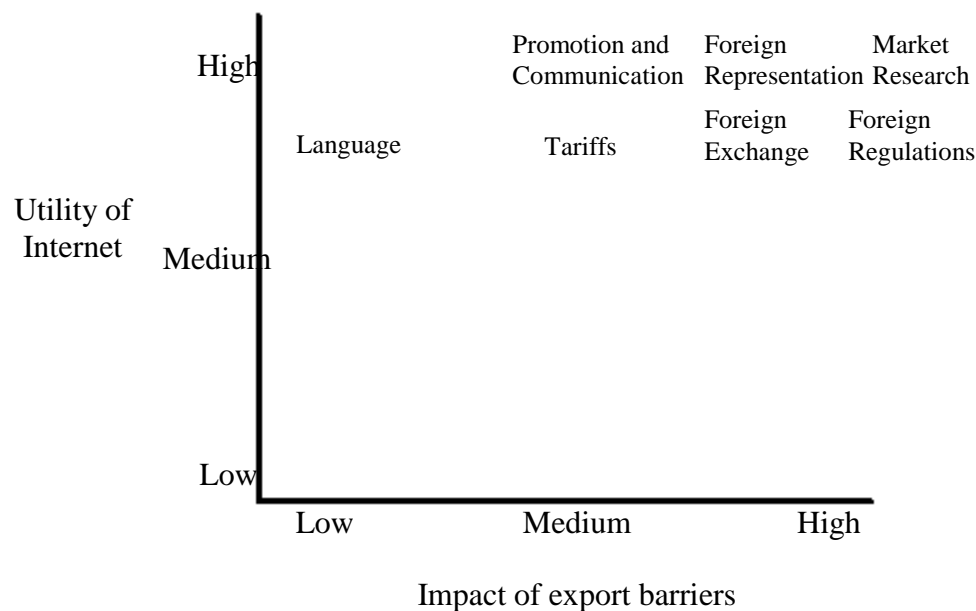 High
Promotion and
Communication
Foreign
Representation
Market
Research
Language
Tariffs
Foreign
Exchange
Foreign
Regulations
Utility of
Internet
Medium
Low
Low
Medium
High
Impact of export barriers